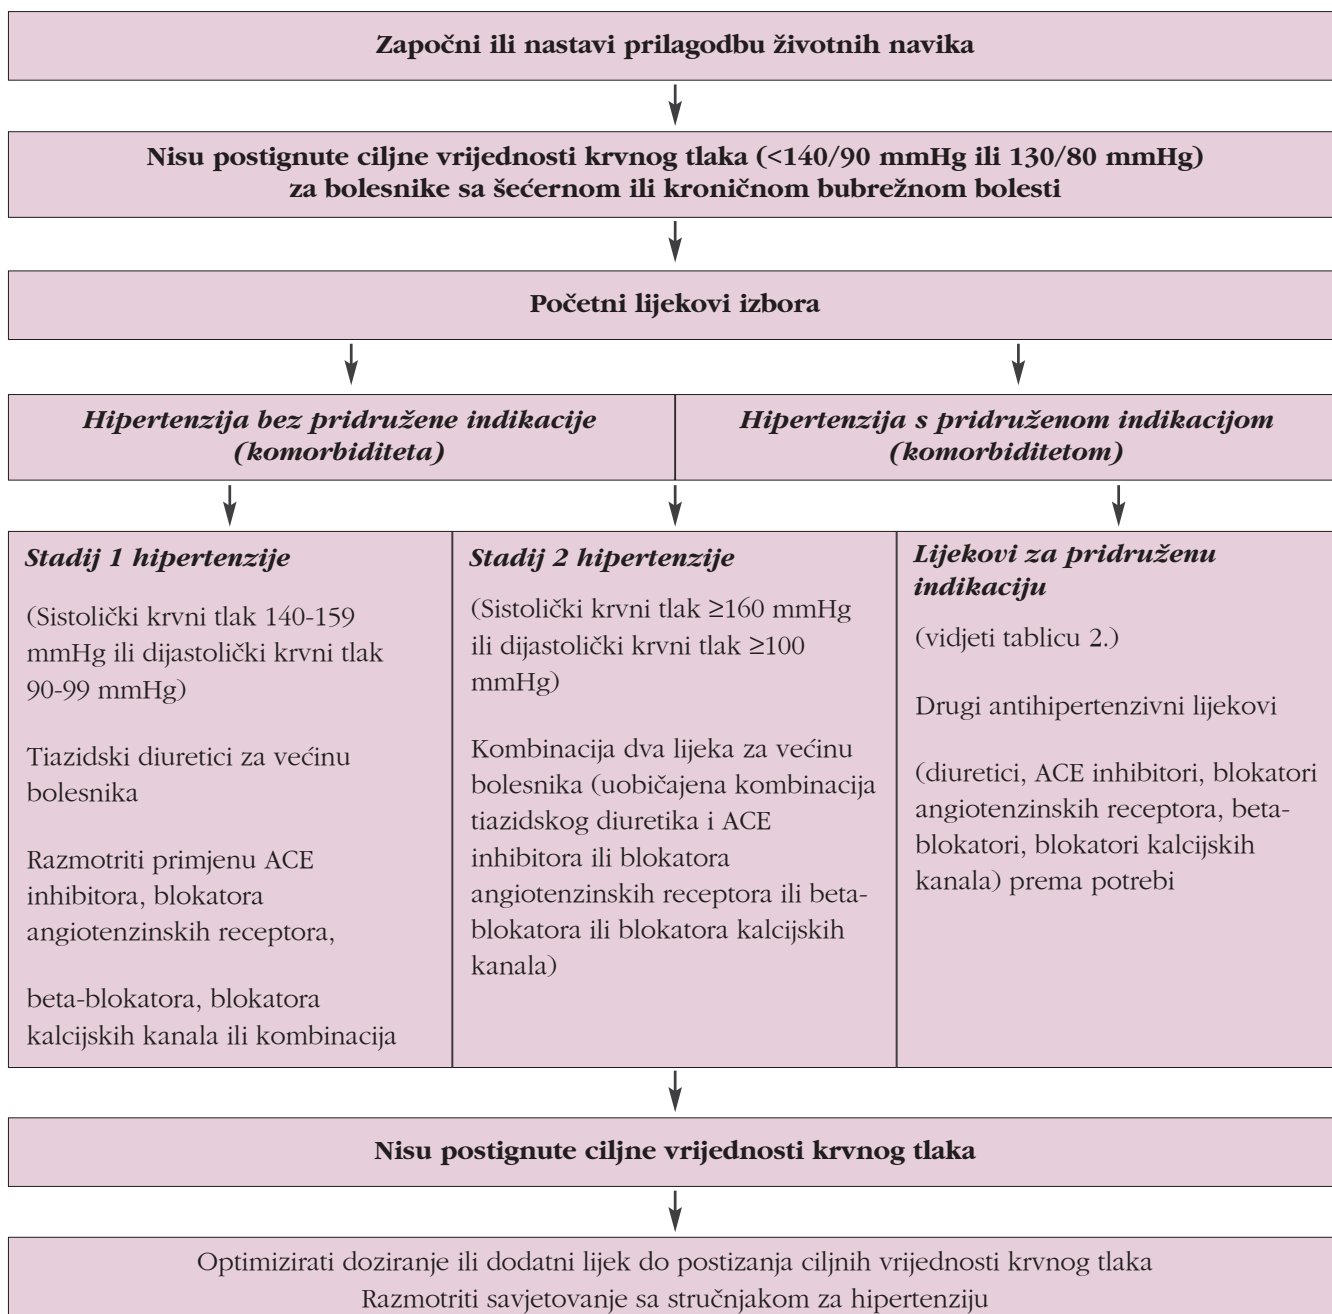 Započni ili nastavi prilagodbu životnih navika
Nisu postignute ciljne vrijednosti krvnog tlaka (<140/90 mmHg ili 130/80 mmHg)
za bolesnike sa šećernom ili kroničnom bubrežnom bolesti
Početni lijekovi izbora
Hipertenzija bez pridružene indikacije
(komorbiditeta)
Hipertenzija s pridruženom indikacijom
(komorbiditetom)
Stadij 1 hipertenzije
(Sistolički krvni tlak 140-159
mmHg ili dijastolički krvni tlak
90-99 mmHg)
Tiazidski diuretici za većinu
bolesnika
Razmotriti primjenu ACE
inhibitora, blokatora
angiotenzinskih receptora,
beta-blokatora, blokatora
kalcijskih kanala ili kombinacija
Stadij 2 hipertenzije
(Sistolički krvni tlak ≥160 mmHg
ili dijastolički krvni tlak ≥100
mmHg)
Kombinacija dva lijeka za većinu
bolesnika (uobičajena kombinacija
tiazidskog diuretika i ACE
inhibitora ili blokatora
angiotenzinskih receptora ili beta-
blokatora ili blokatora kalcijskih
kanala)
Lijekovi za pridruženu
indikaciju
(vidjeti tablicu 2.)
Drugi antihipertenzivni lijekovi
(diuretici, ACE inhibitori, blokatori
angiotenzinskih receptora, beta-
blokatori, blokatori kalcijskih
kanala) prema potrebi
Nisu postignute ciljne vrijednosti krvnog tlaka
Optimizirati doziranje ili dodatni lijek do postizanja ciljnih vrijednosti krvnog tlaka
Razmotriti savjetovanje sa stručnjakom za hipertenziju